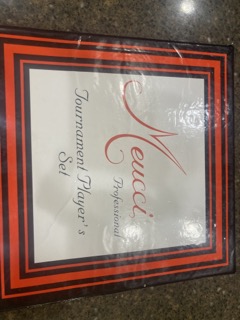 Meucci
Professional
Tournament Player's
Set